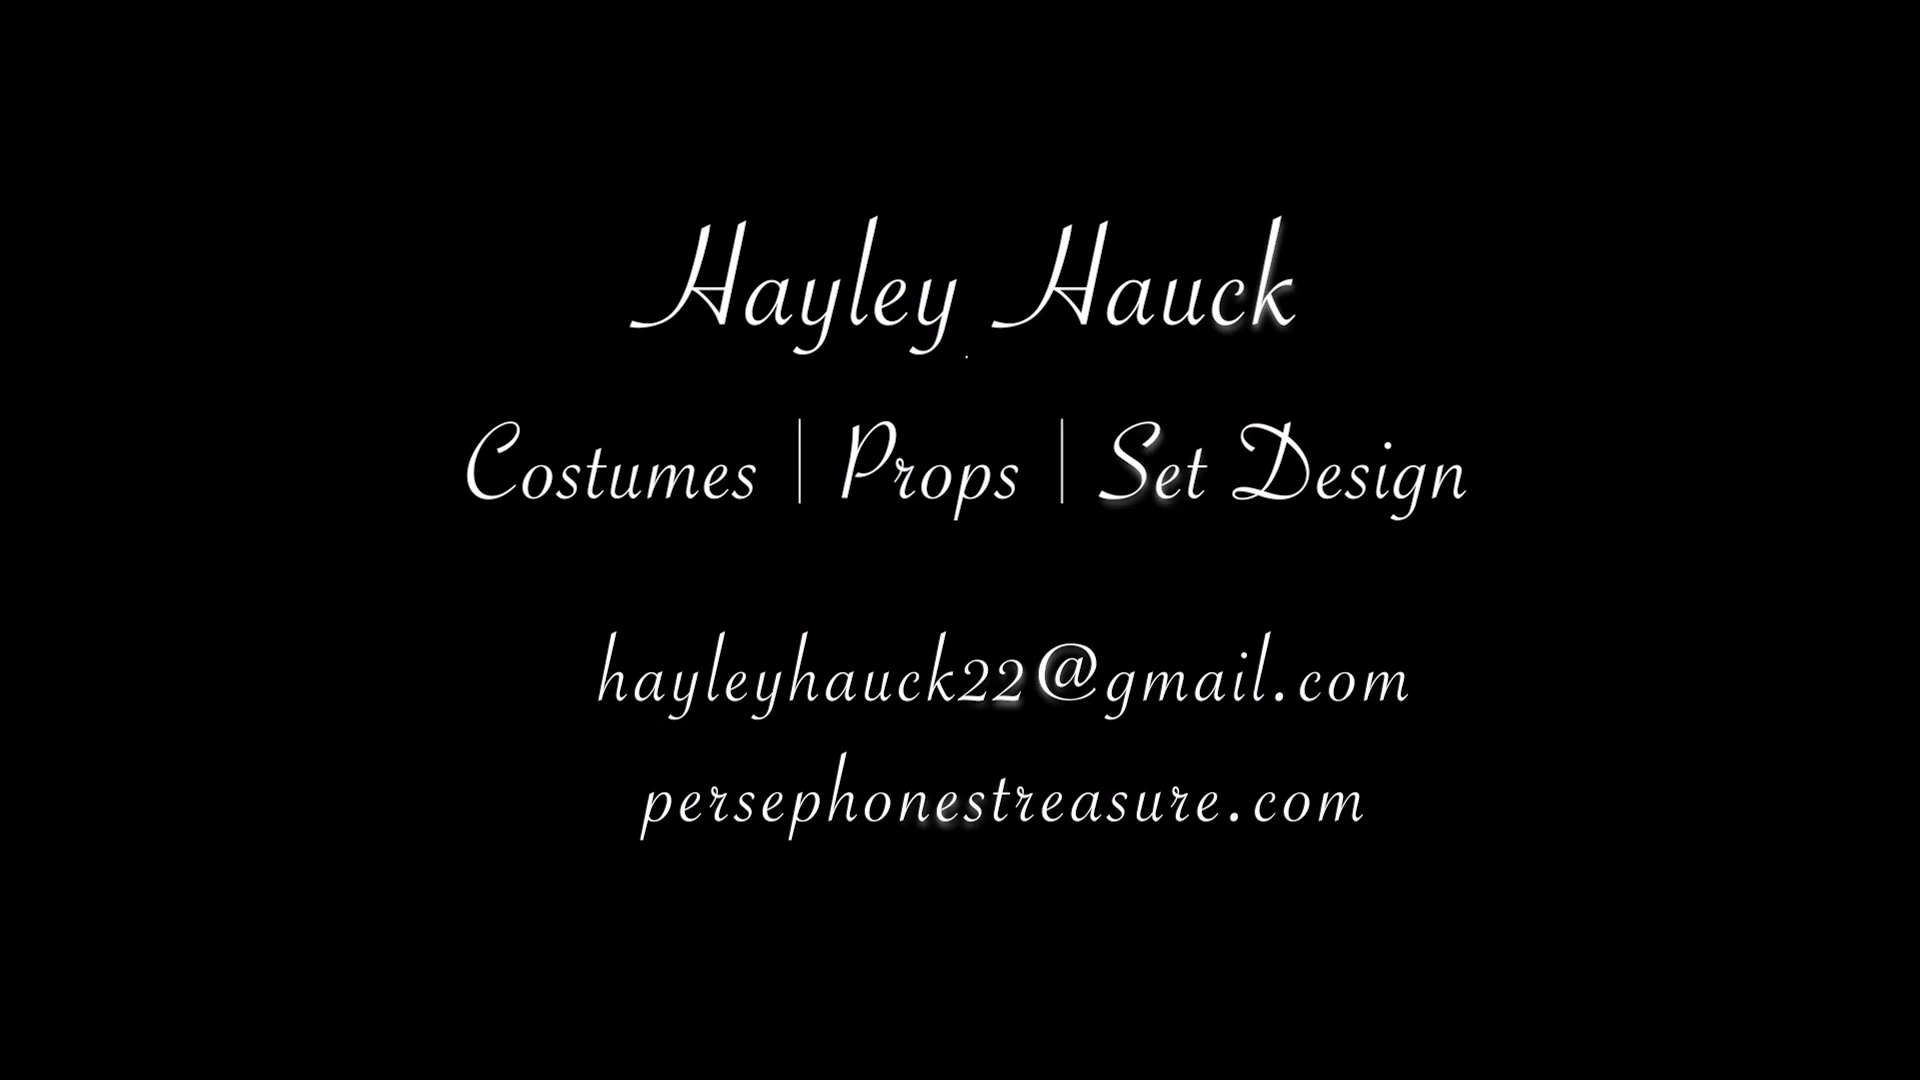 Hayley Hauck
Costumes | Props | Set Design
hayleyhauck22@gmail.com
persephonestreasure.com